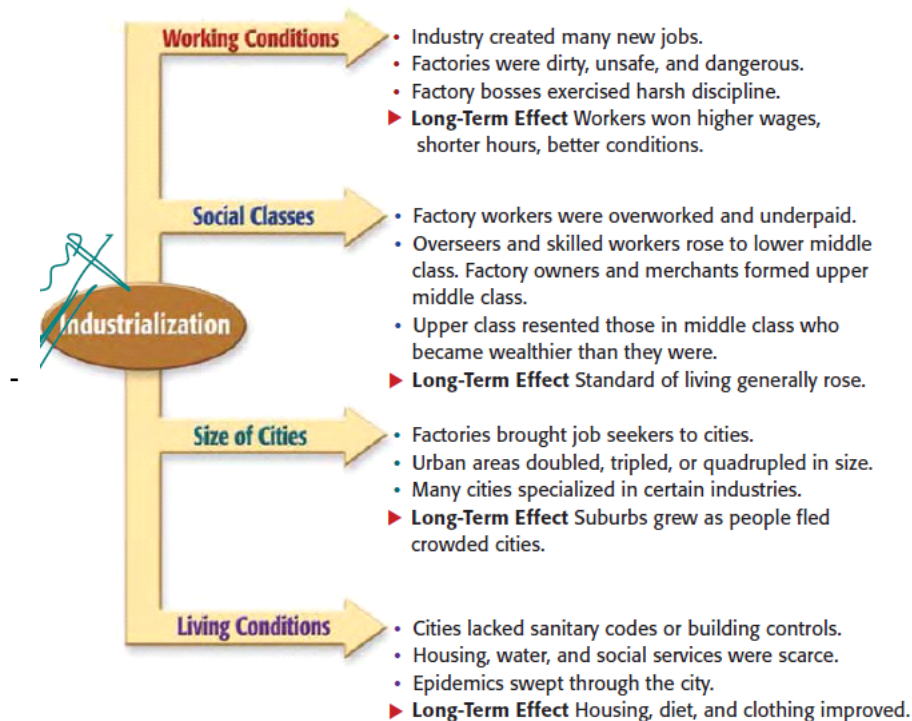 Working Conditions
• Industry created many new jobs.
• Factories were dirty, unsafe, and dangerous.
• Factory bosses exercised harsh discipline.
▶ Long-Term Effect Workers won higher wages,
shorter hours, better conditions.
Social Classes
• Factory workers were overworked and underpaid.
• Overseers and skilled workers rose to lower middle
class. Factory owners and merchants formed upper
middle class.
• Upper class resented those in middle class who
became wealthier than they were.
▶ Long-Term Effect Standard of living generally rose.
Industrialization
-
Size of Cities
• Factories brought job seekers to cities.
• Urban areas doubled, tripled, or quadrupled in size.
• Many cities specialized in certain industries.
▶ Long-Term Effect Suburbs grew as people fled
crowded cities.
Living Conditions
• Cities lacked sanitary codes or building controls.
• Housing, water, and social services were scarce.
• Epidemics swept through the city.
▶ Long-Term Effect Housing, diet, and clothing improved.